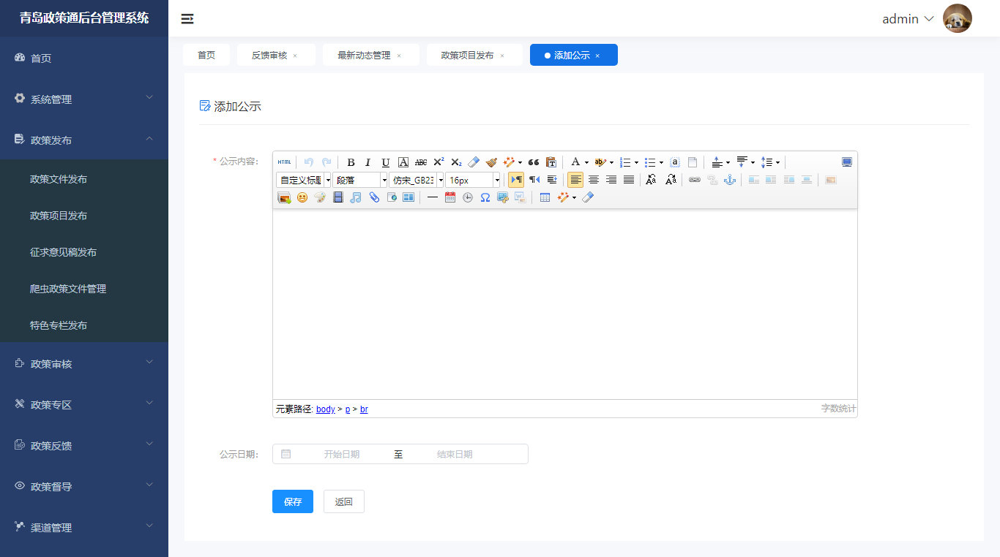 青岛政策通后台管理系统
admin
首页
反馈审核 ×
最新动态管理 ×
政策项目发布 ×
添加公示 ×
首页
系统管理
政策发布
政策文件发布
政策项目发布
征求意见稿发布
爬虫政策文件管理
特色专栏发布
政策审核
政策专区
政策反馈
政策督导
渠道管理
添加公示
* 公示内容:
HTML B I U A ABC X² X₂ A ab a
自定义标题 段落 仿宋_GB23 16px
元素路径: body > p > br
字数统计
公示日期:
开始日期 至 结束日期
保存 返回